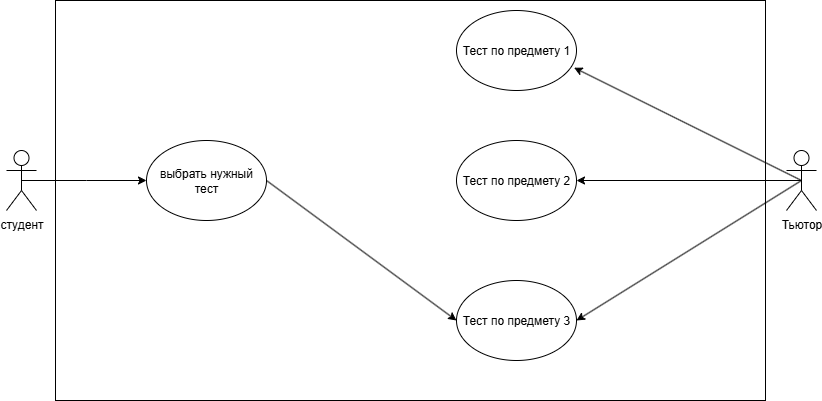 Тест по предмету 1
выбрать нужный
тест
Тест по предмету 2
студент
Тьютор
Тест по предмету 3